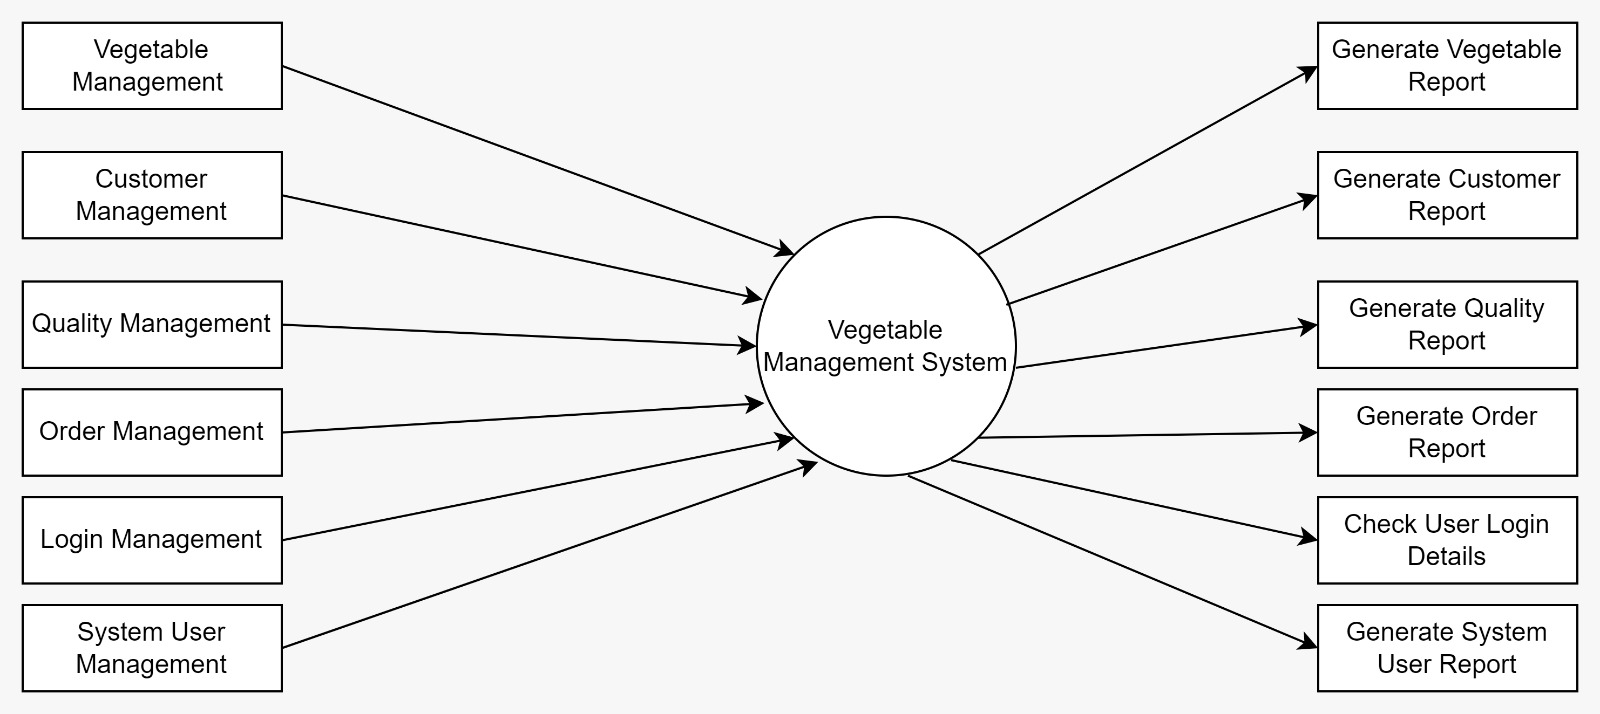 Vegetable
Management
Customer
Management
Quality Management
Order Management
Login Management
System User
Management
Vegetable
Management System
Generate Vegetable
Report
Generate Customer
Report
Generate Quality
Report
Generate Order
Report
Check User Login
Details
Generate System
User Report